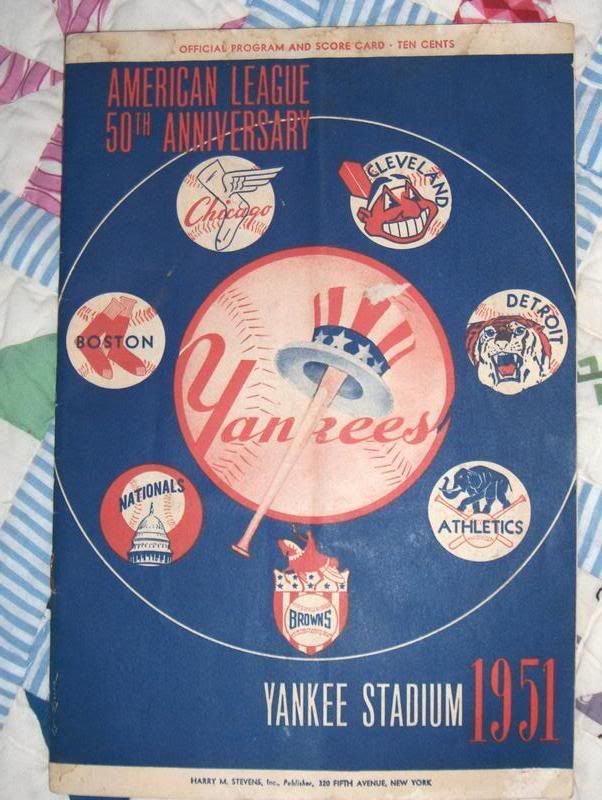 OFFICIAL PROGRAM AND SCORE CARD · TEN CENTS
AMERICAN LEAGUE
50TH ANNIVERSARY
Chicago
CLEVELAND
BOSTON
DETROIT
Yankees
NATIONALS
ATHLETICS
BROWNS
YANKEE STADIUM 1951
HARRY M. STEVENS, Inc., Publisher, 320 FIFTH AVENUE, NEW YORK